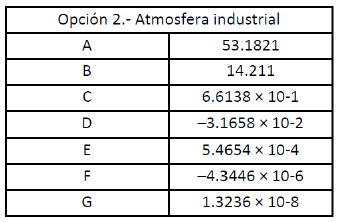 Opción 2.- Atmosfera industrial
A 53.1821
B 14.211
C 6.6138 × 10-1
D –3.1658 × 10-2
E 5.4654 × 10-4
F –4.3446 × 10-6
G 1.3236 × 10-8